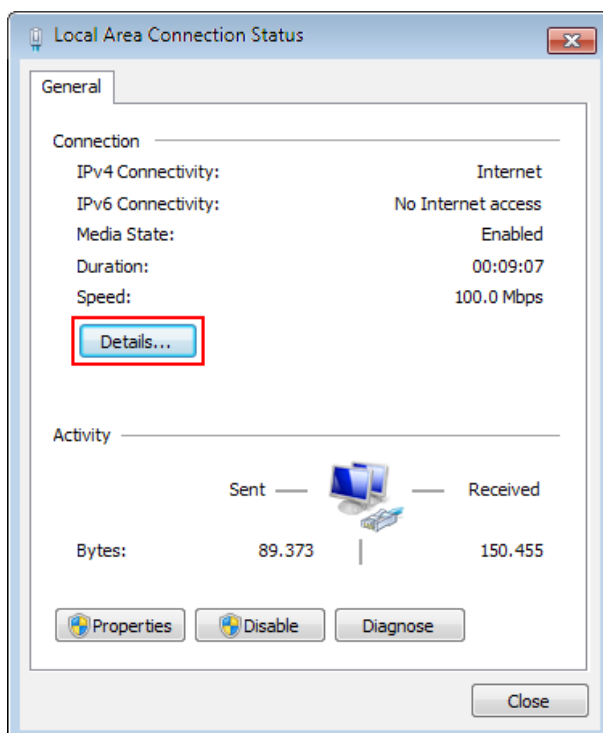 Local Area Connection Status
General
Connection
IPv4 Connectivity: Internet
IPv6 Connectivity: No Internet access
Media State: Enabled
Duration: 00:09:07
Speed: 100.0 Mbps
Details...
Activity
Sent Received
Bytes: 89.373 150.455
Properties Disable Diagnose
Close